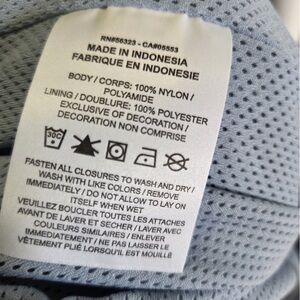 RN#56323 - CA#05553
MADE IN INDONESIA
FABRIQUE EN INDONESIE
BODY / CORPS: 100% NYLON /
POLYAMIDE
LINING / DOUBLURE: 100% POLYESTER
EXCLUSIVE OF DECORATION /
DECORATION NON COMPRISE
30C
FASTEN ALL CLOSURES TO WASH AND DRY /
WASH WITH LIKE COLORS / REMOVE
IMMEDIATELY / DO NOT ALLOW TO LAY ON
ITSELF WHEN WET
VEUILLEZ BOUCLER TOUTES LES ATTACHES
AVANT DE LAVER ET SECHER / LAVER AVEC
COULEURS SIMILAIRES / ENLEVER
IMMEDIATEMENT / NE PAS LAISSER LE
VÊTEMENT PLIÉ LORSQU'IL EST MOUILLÉ